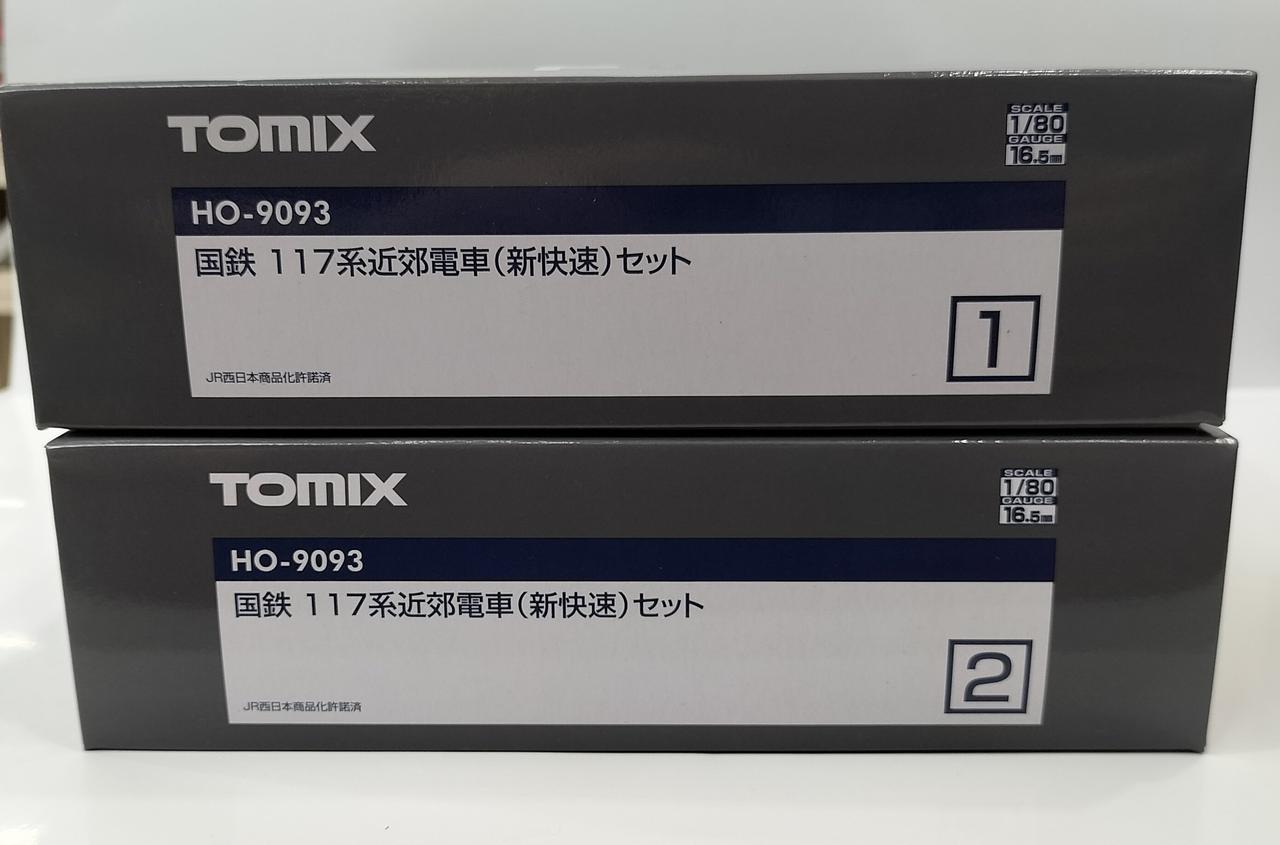 TOMIX
SCALE
1/80
GAUGE
16.5mm
HO-9093
国鉄 117系近郊電車(新快速)セット
1
JR西日本商品化許諾済
TOMIX
SCALE
1/80
GAUGE
16.5mm
HO-9093
国鉄 117系近郊電車(新快速)セット
2
JR西日本商品化許諾済